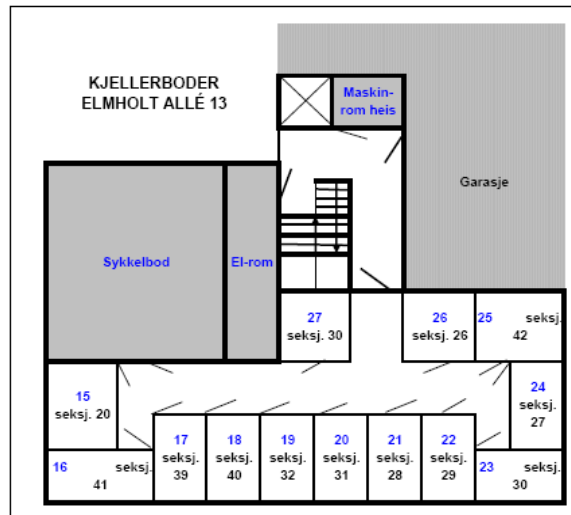 KJELLERBODER
ELMHOLT ALLÉ 13
Maskin-
rom heis
Garasje
Sykkelbod
El-rom
27
seksj. 30
26
seksj. 26
25 seksj.
42
15
seksj. 20
24
seksj.
27
16 seksj.
41
17
seksj.
39
18
seksj.
40
19
seksj.
32
20
seksj.
31
21
seksj.
28
22
seksj.
29
23 seksj.
30